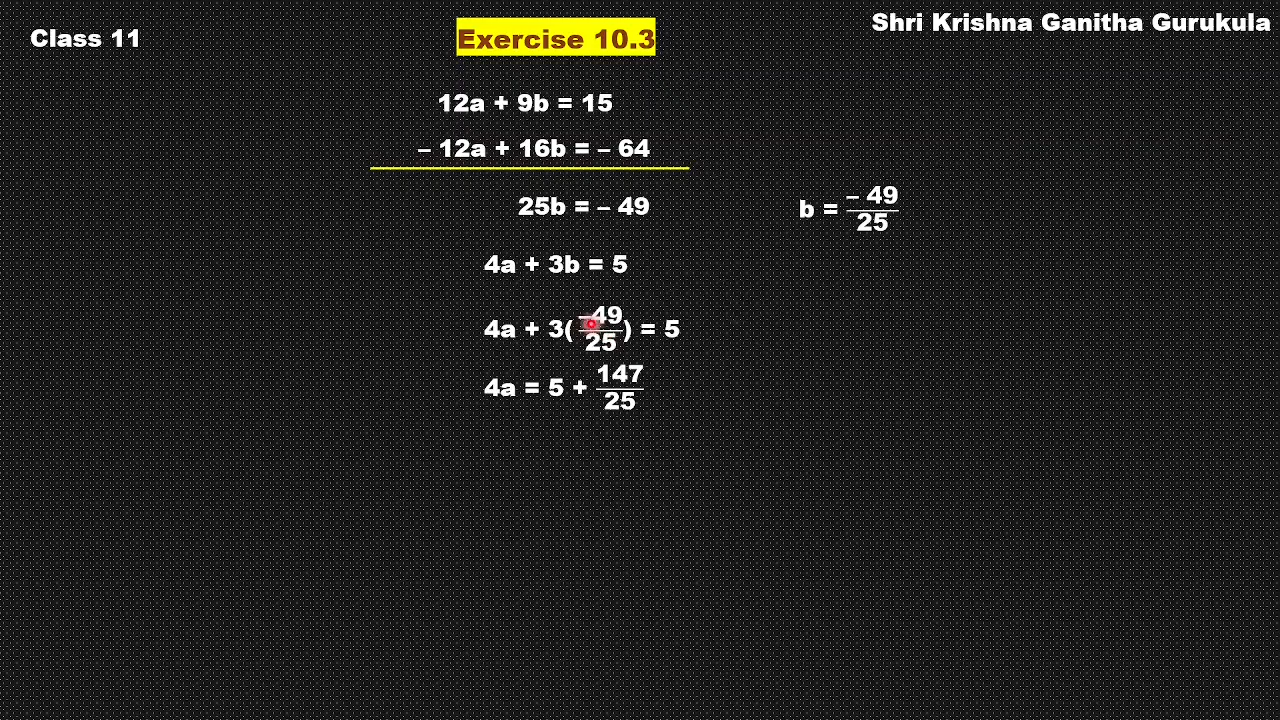 Class 11
Exercise 10.3
Shri Krishna Ganitha Gurukula
12a + 9b = 15
– 12a + 16b = – 64
25b = – 49
b = – 49/25
4a + 3b = 5
4a + 3( –49/25 ) = 5
4a = 5 + 147/25